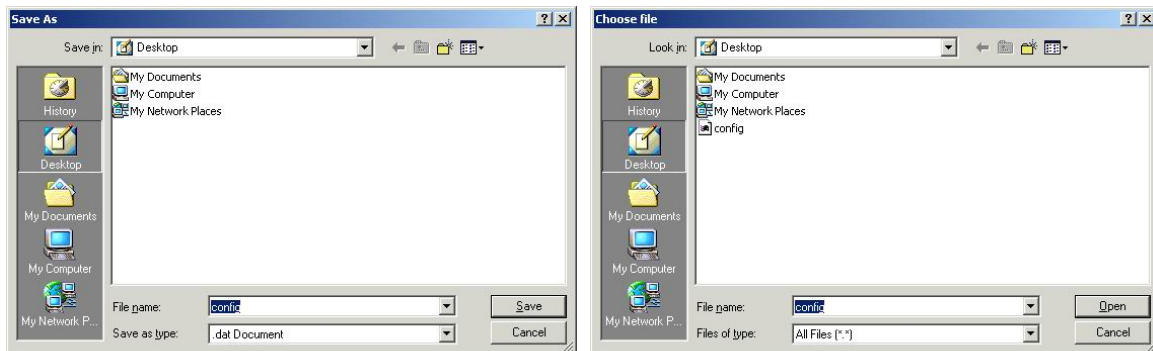 Save As
Save in: Desktop
History
Desktop
My Documents
My Computer
My Network P...
My Documents
My Computer
My Network Places
File name: config Save
Save as type: .dat Document Cancel
Choose file
Look in: Desktop
History
Desktop
My Documents
My Computer
My Network P...
My Documents
My Computer
My Network Places
config
File name: config Open
Files of type: All Files (*.*) Cancel